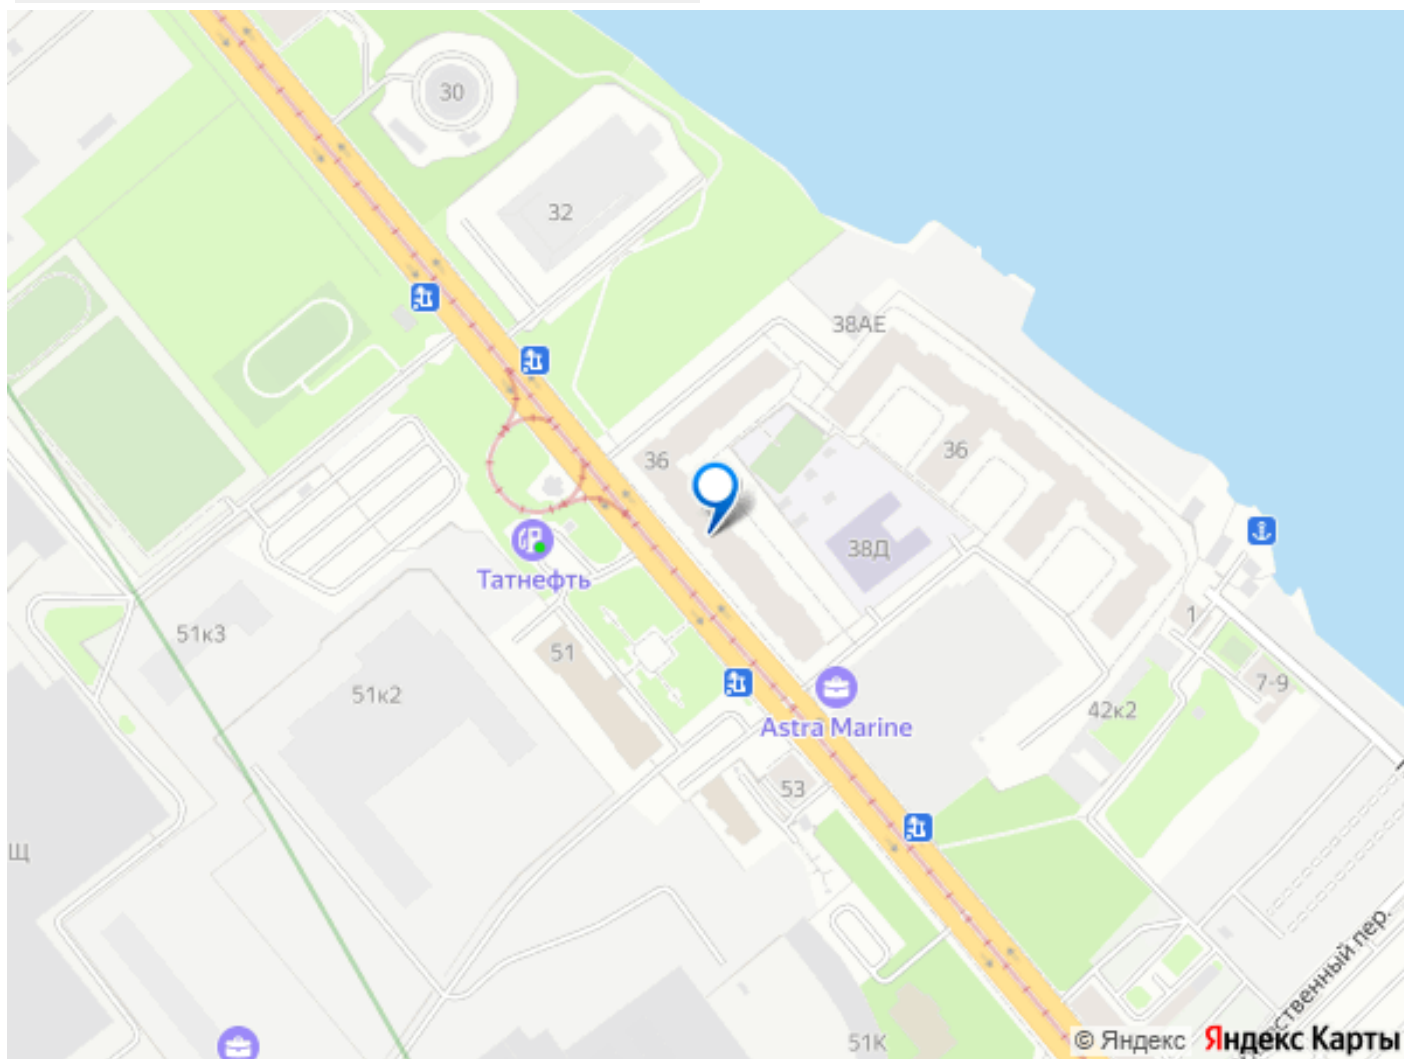 30
32
38АЕ
36
36
38Д
Татнефть
51к3
51
51к2
1
7-9
42к2
Astra Marine
53
Щ
ственный пер.
51К
© Яндекс
Яндекс Карты